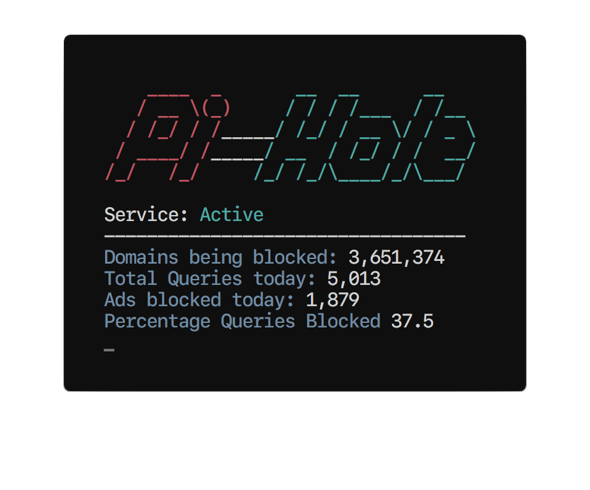 Pi-Hole
Service: Active
Domains being blocked: 3,651,374
Total Queries today: 5,013
Ads blocked today: 1,879
Percentage Queries Blocked 37.5
_